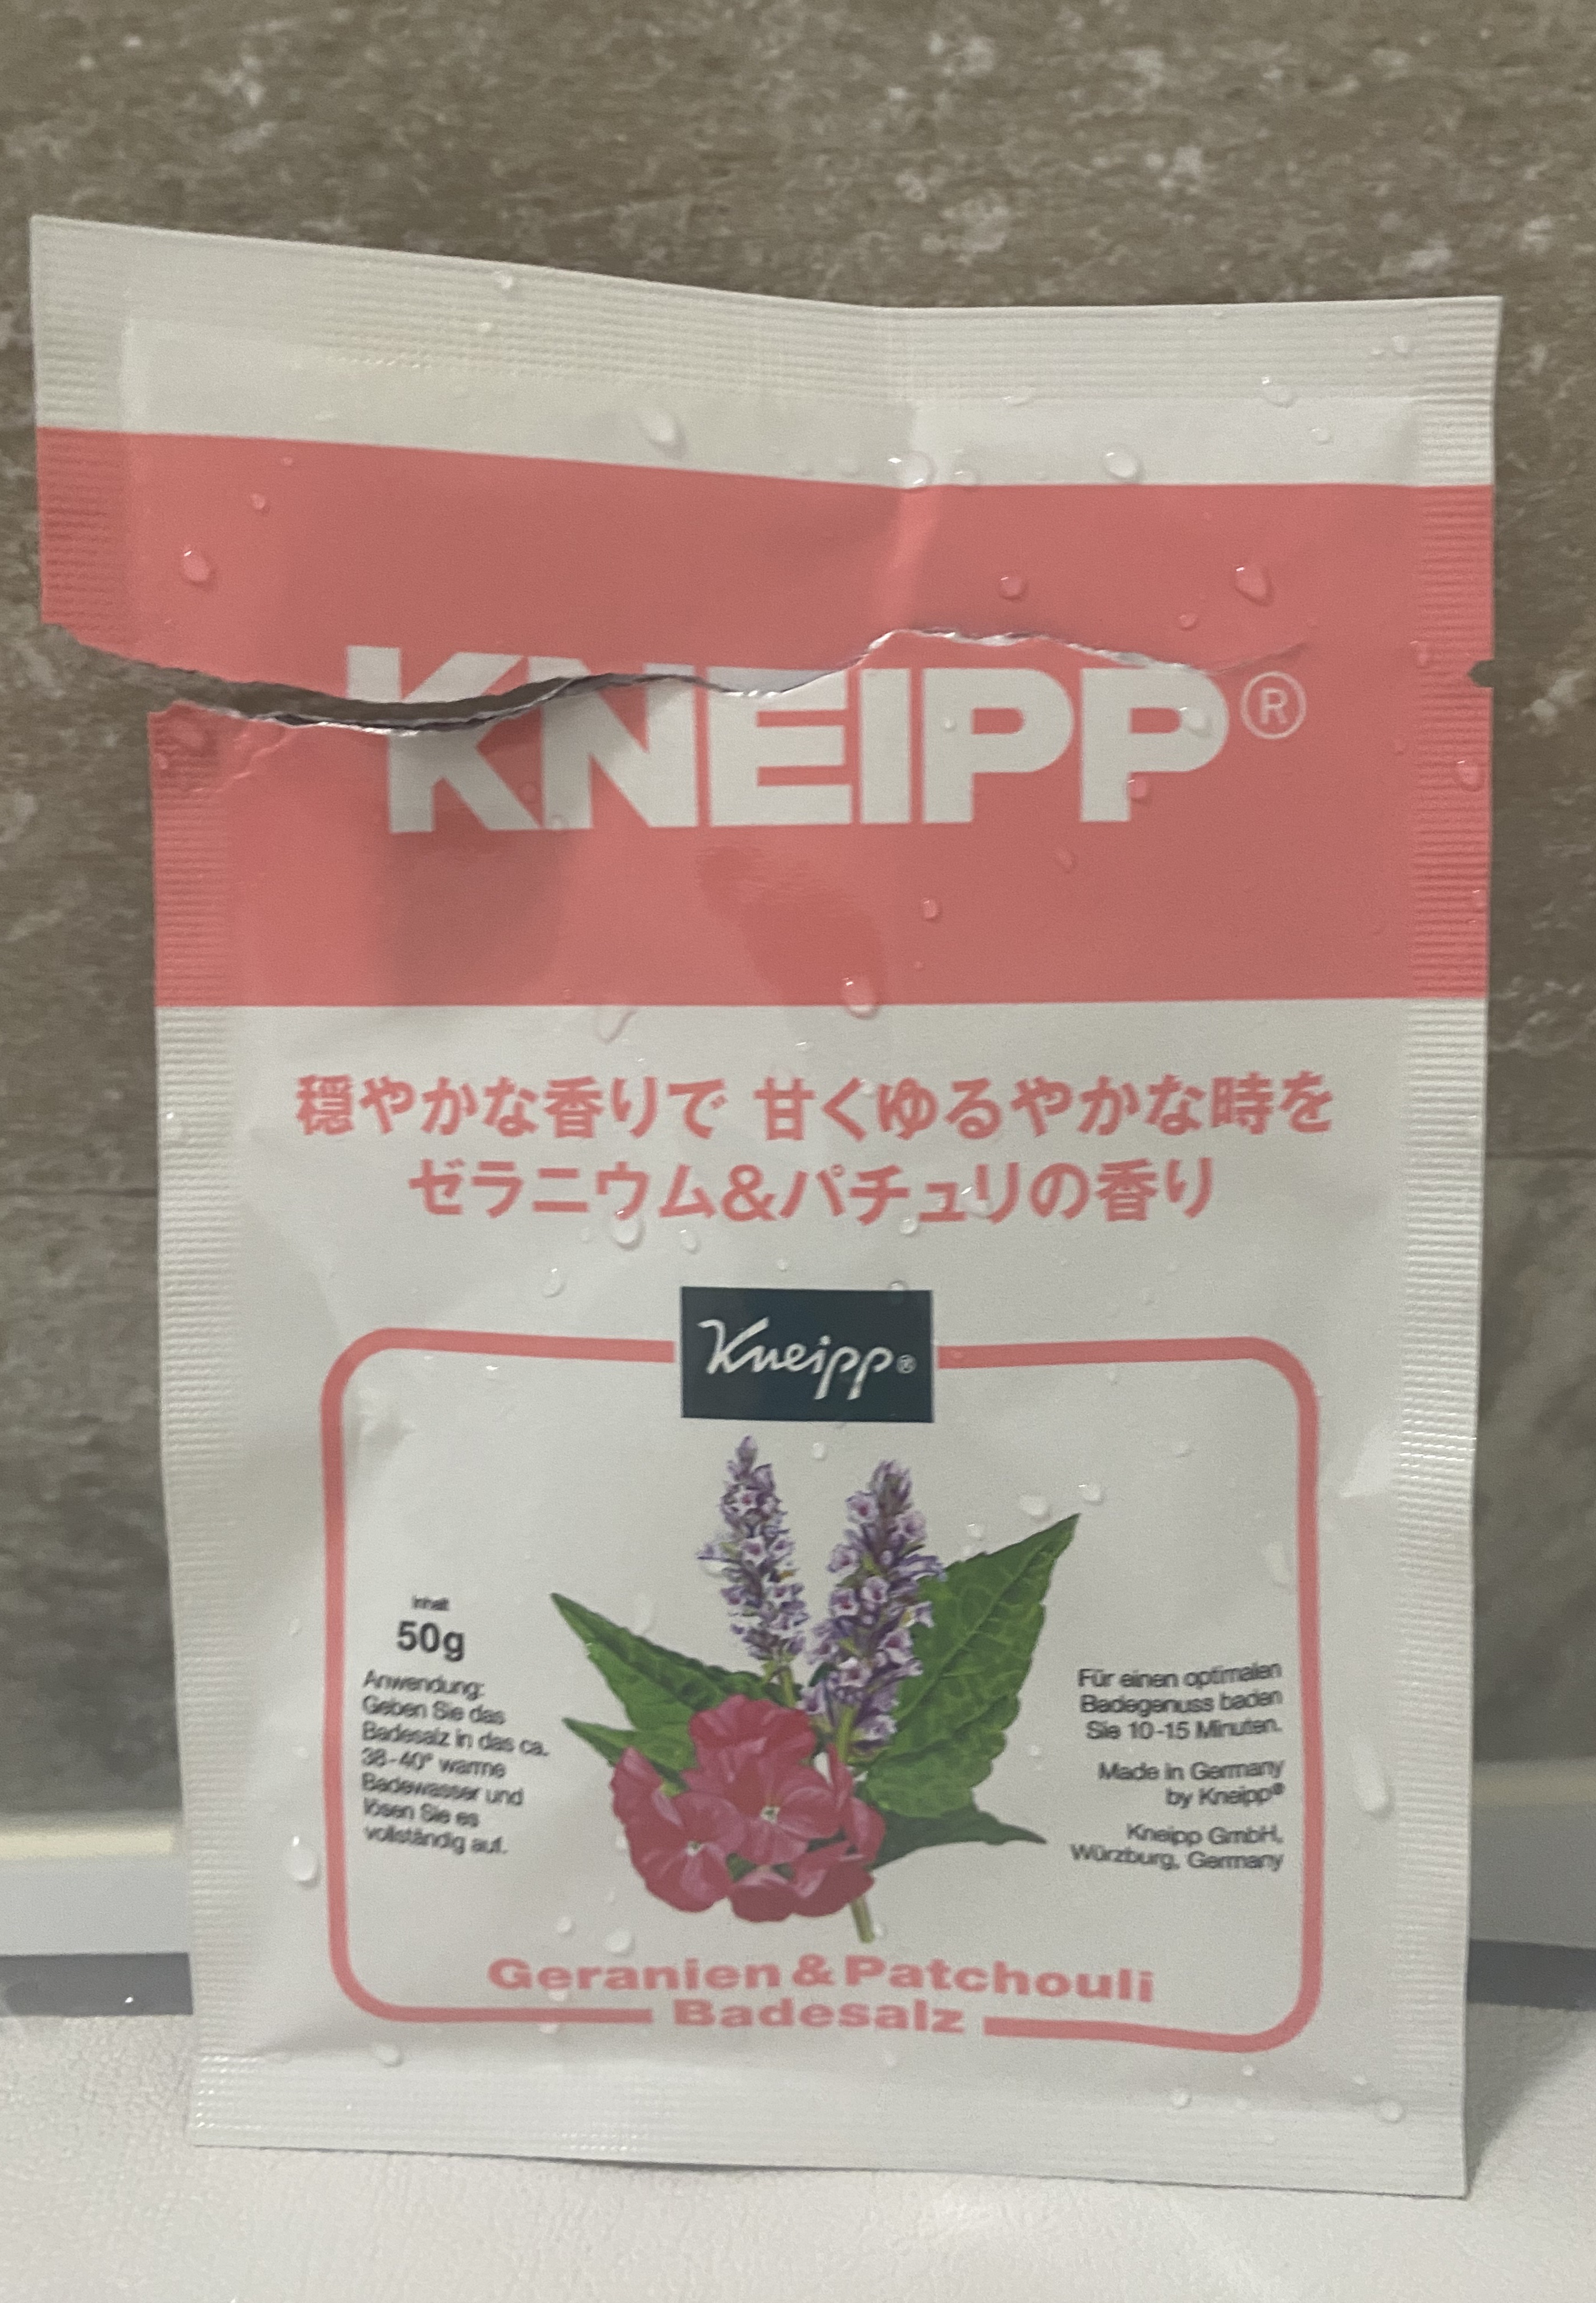 KNEIPP®
穏やかな香りで 甘くゆるやかな時を
ゼラニウム&パチュリの香り
Kneipp®
Inhalt
50g
Anwendung:
Geben Sie das
Badesalz in das ca.
38-40° warme
Badewasser und
lösen Sie es
vollständig auf.
Für einen optimalen
Badegenuss baden
Sie 10-15 Minuten.
Made in Germany
by Kneipp®
Kneipp GmbH,
Würzburg, Germany
Geranien & Patchouli
Badesalz